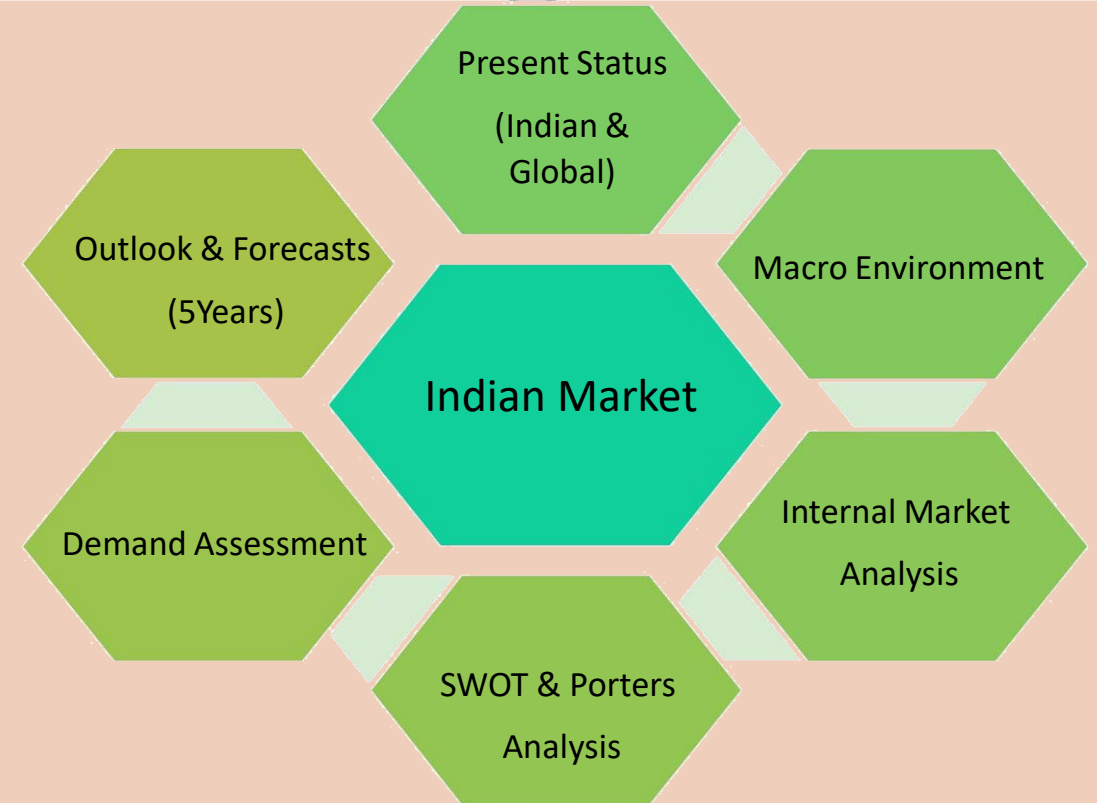 Present Status
(Indian &
Global)
Macro Environment
Internal Market
Analysis
SWOT & Porters
Analysis
Demand Assessment
Outlook & Forecasts
(5Years)
Indian Market